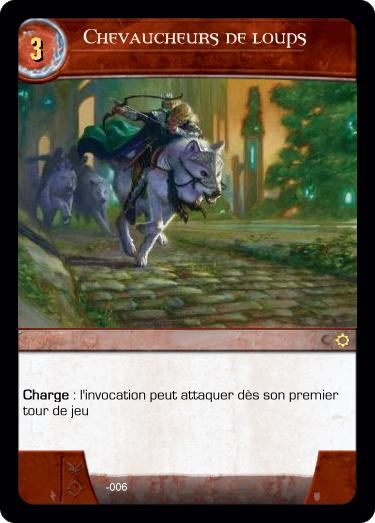 3
Chevaucheurs de loups
Charge : l'invocation peut attaquer dès son premier
tour de jeu
-006